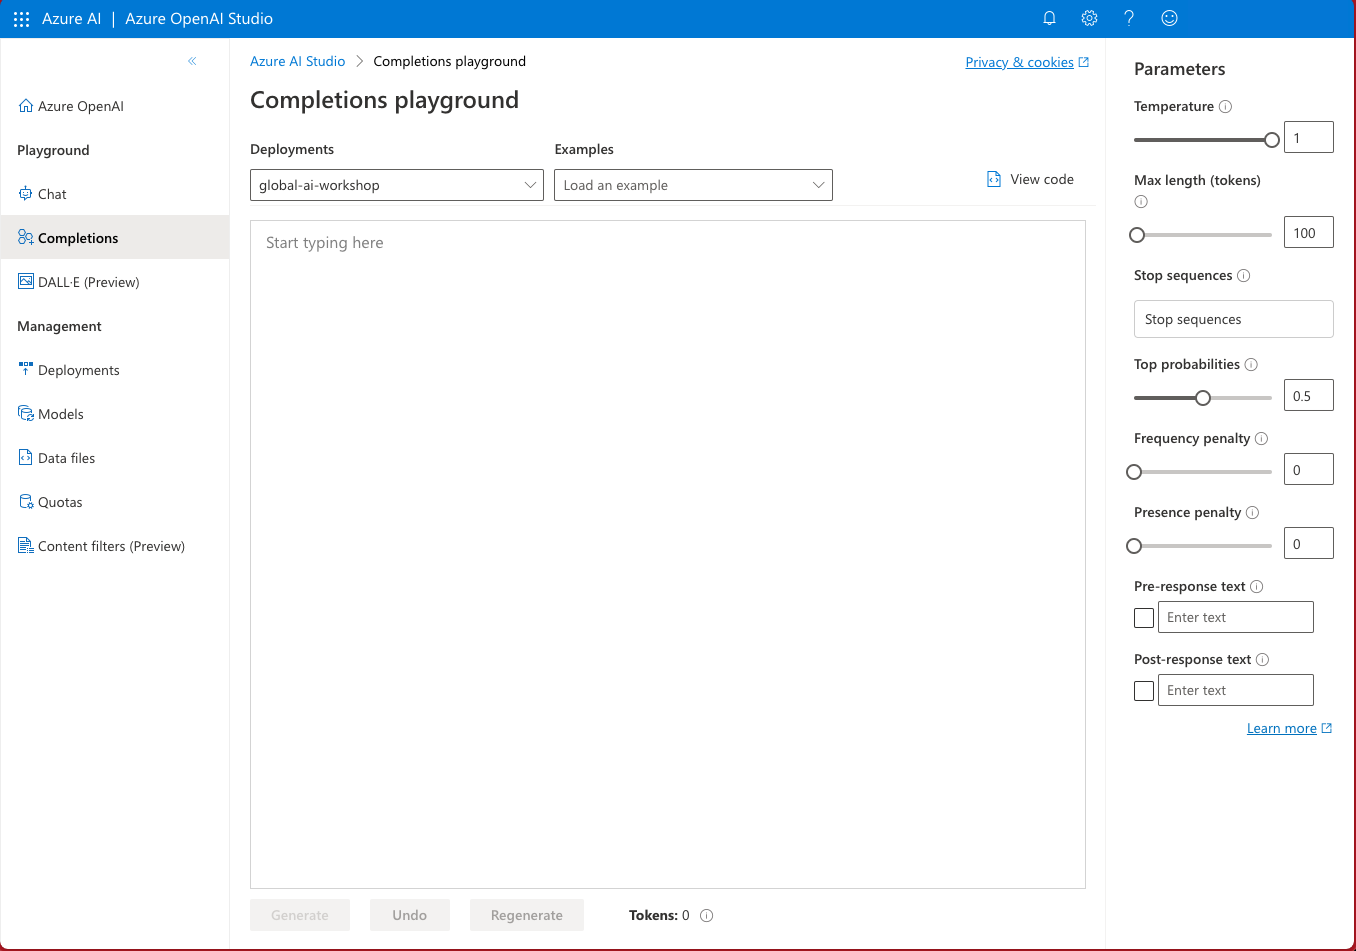 Azure AI | Azure OpenAI Studio
Azure OpenAI
Playground
Chat
Completions
DALL·E (Preview)
Management
Deployments
Models
Data files
Quotas
Content filters (Preview)
Azure AI Studio > Completions playground
Privacy & cookies
Completions playground
Deployments
Examples
global-ai-workshop
Load an example
View code
Start typing here
Generate
Undo
Regenerate
Tokens: 0
Parameters
Temperature
1
Max length (tokens)
100
Stop sequences
Stop sequences
Top probabilities
0.5
Frequency penalty
0
Presence penalty
0
Pre-response text
Enter text
Post-response text
Enter text
Learn more